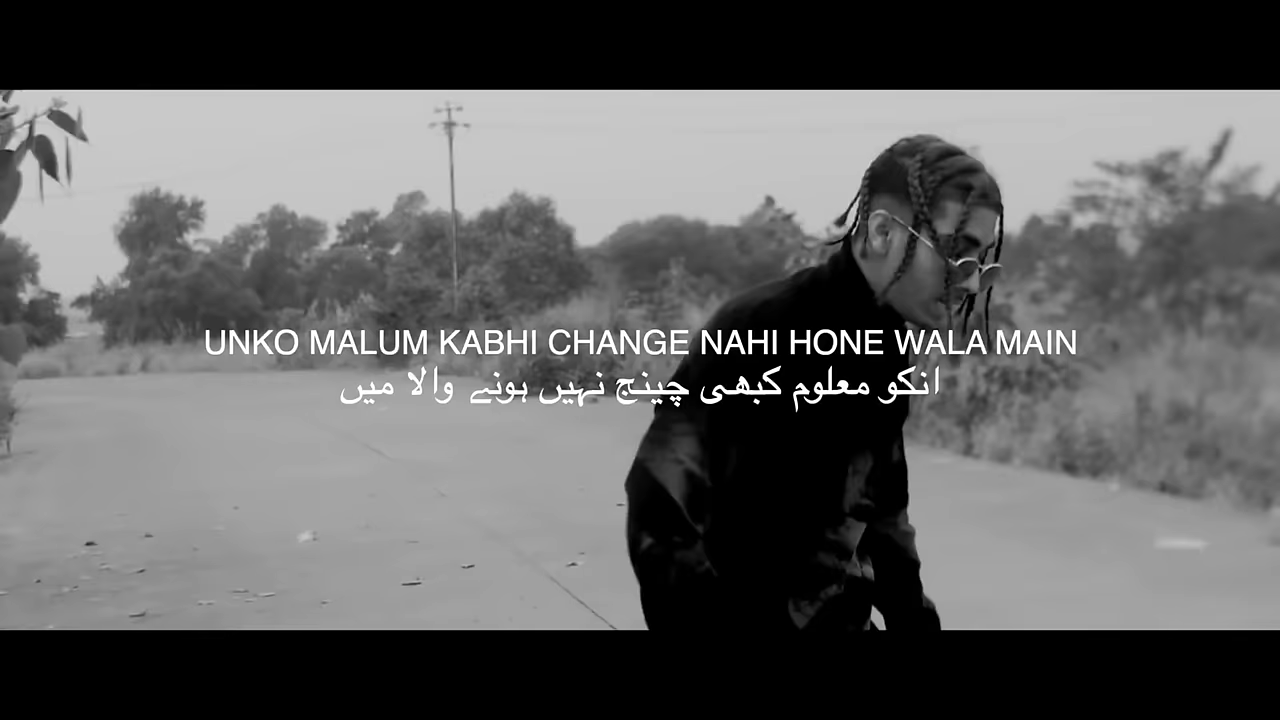 UNKO MALUM KABHI CHANGE NAHI HONE WALA MAIN
انکو معلوم کبھی چینج نہیں ہونے والا میں